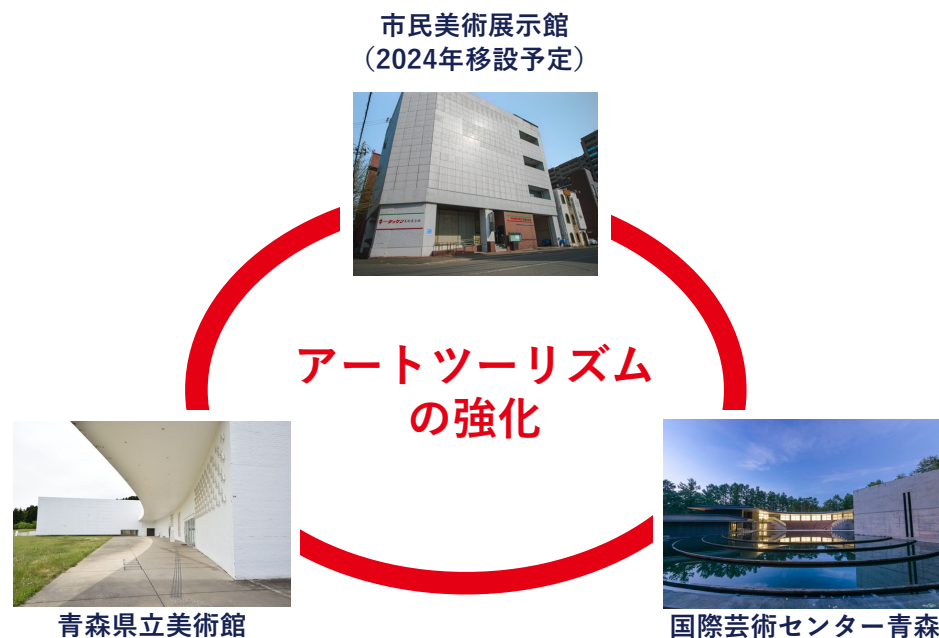 市民美術展示館
（2024年移設予定）
アートツーリズム
の強化
青森県立美術館
国際芸術センター青森